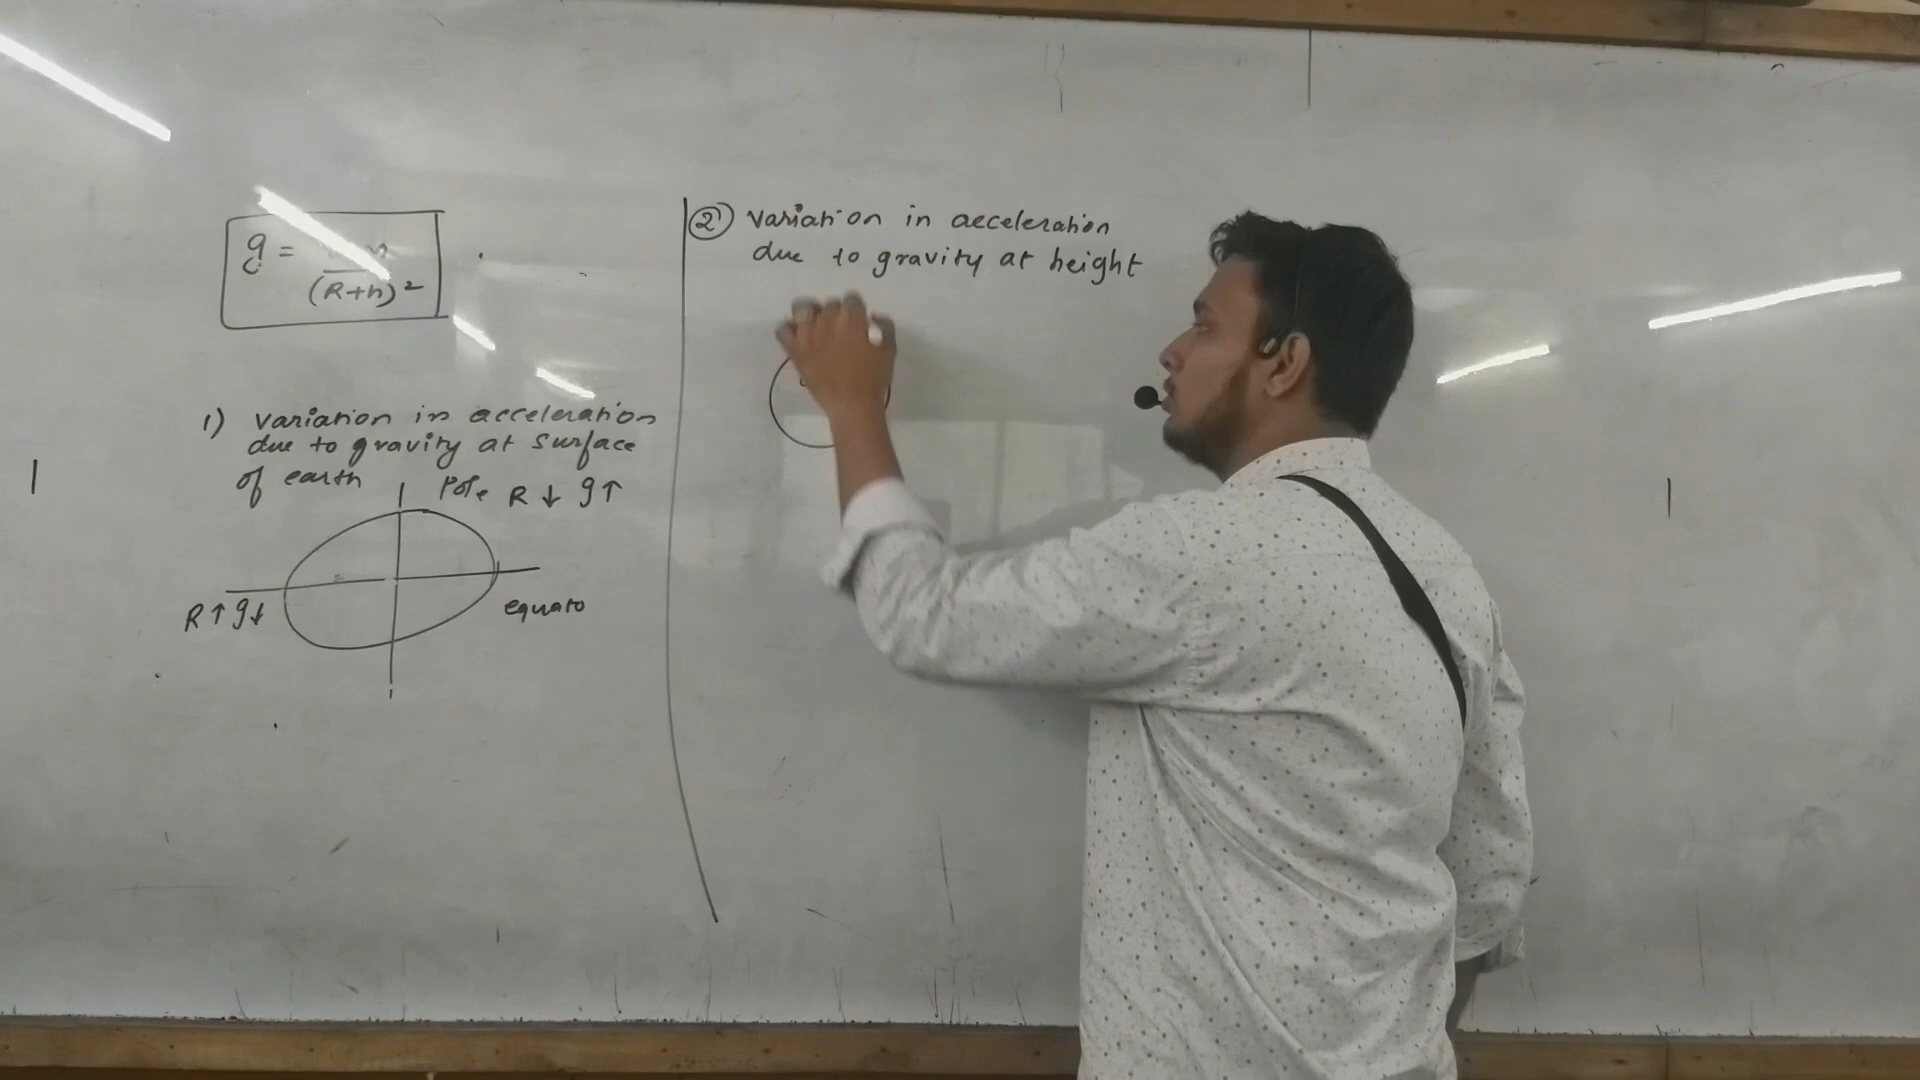 g =
(R+h)²
1) variation in acceleration
due to gravity at surface
of earth
Pole R ↓ g↑
R↑ g↓
equato
② variation in acceleration
due to gravity at height